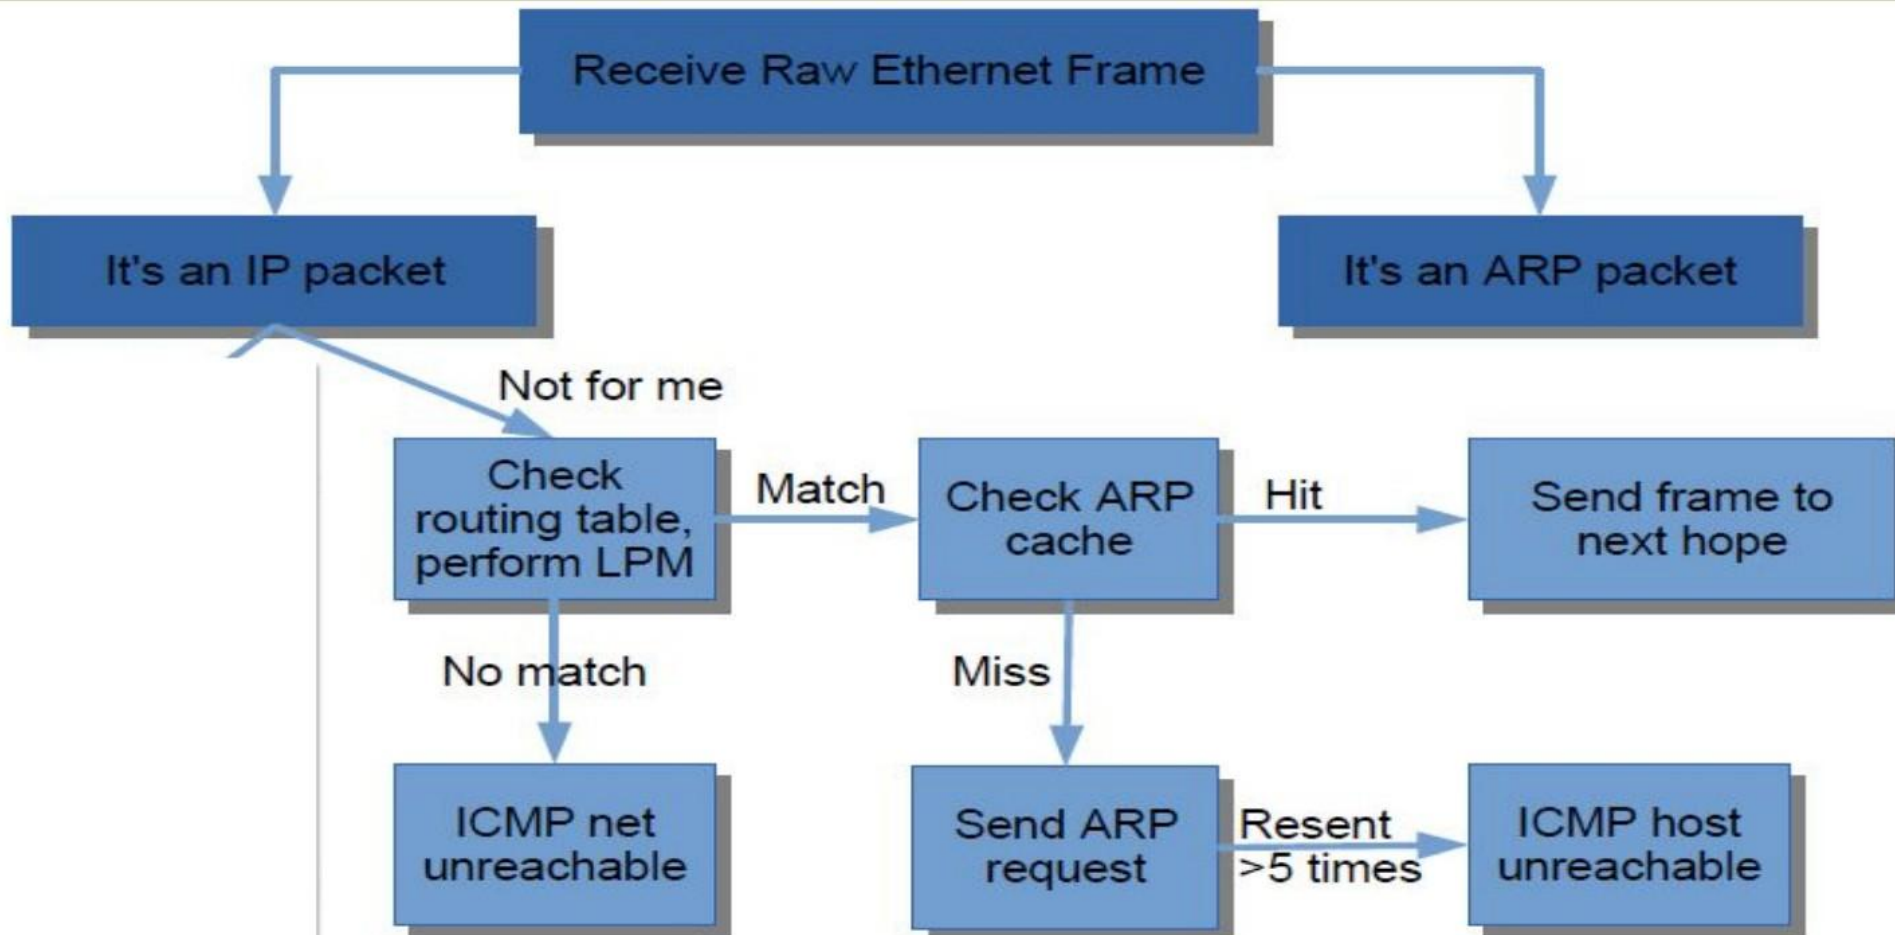 Receive Raw Ethernet Frame
It's an IP packet
It's an ARP packet
Not for me
Check
routing table,
perform LPM
Match
Check ARP
cache
Hit
Send frame to
next hope
No match
Miss
ICMP net
unreachable
Send ARP
request
Resent
>5 times
ICMP host
unreachable